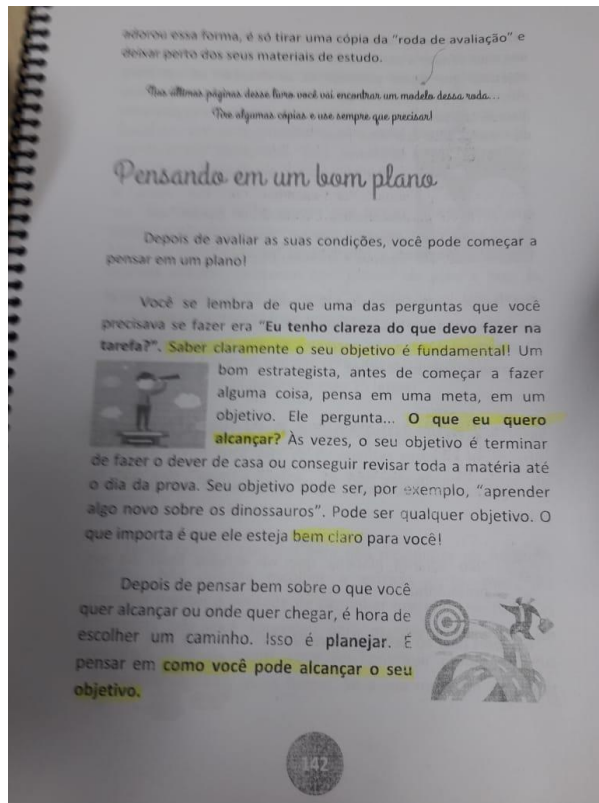 adorou essa forma, é só tirar uma cópia da "roda de avaliação" e
deixar perto dos seus materiais de estudo.
Nas últimas páginas desse livro você vai encontrar um modelo dessa roda...
Tire algumas cópias e use sempre que precisar!
Pensando em um bom plano
Depois de avaliar as suas condições, você pode começar a
pensar em um plano!
Você se lembra de que uma das perguntas que você
precisava se fazer era "Eu tenho clareza do que devo fazer na
tarefa?". Saber claramente o seu objetivo é fundamental! Um
bom estrategista, antes de começar a fazer
alguma coisa, pensa em uma meta, em um
objetivo. Ele pergunta... O que eu quero
alcançar? Às vezes, o seu objetivo é terminar
de fazer o dever de casa ou conseguir revisar toda a matéria até
o dia da prova. Seu objetivo pode ser, por exemplo, "aprender
algo novo sobre os dinossauros". Pode ser qualquer objetivo. O
que importa é que ele esteja bem claro para você!
Depois de pensar bem sobre o que você
quer alcançar ou onde quer chegar, é hora de
escolher um caminho. Isso é planejar. É
pensar em como você pode alcançar o seu
objetivo.
142